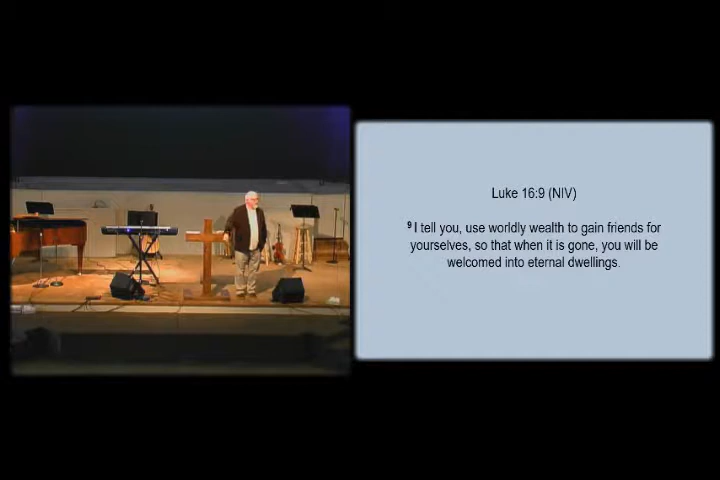 Luke 16:9 (NIV)
9 I tell you, use worldly wealth to gain friends for
yourselves, so that when it is gone, you will be
welcomed into eternal dwellings.